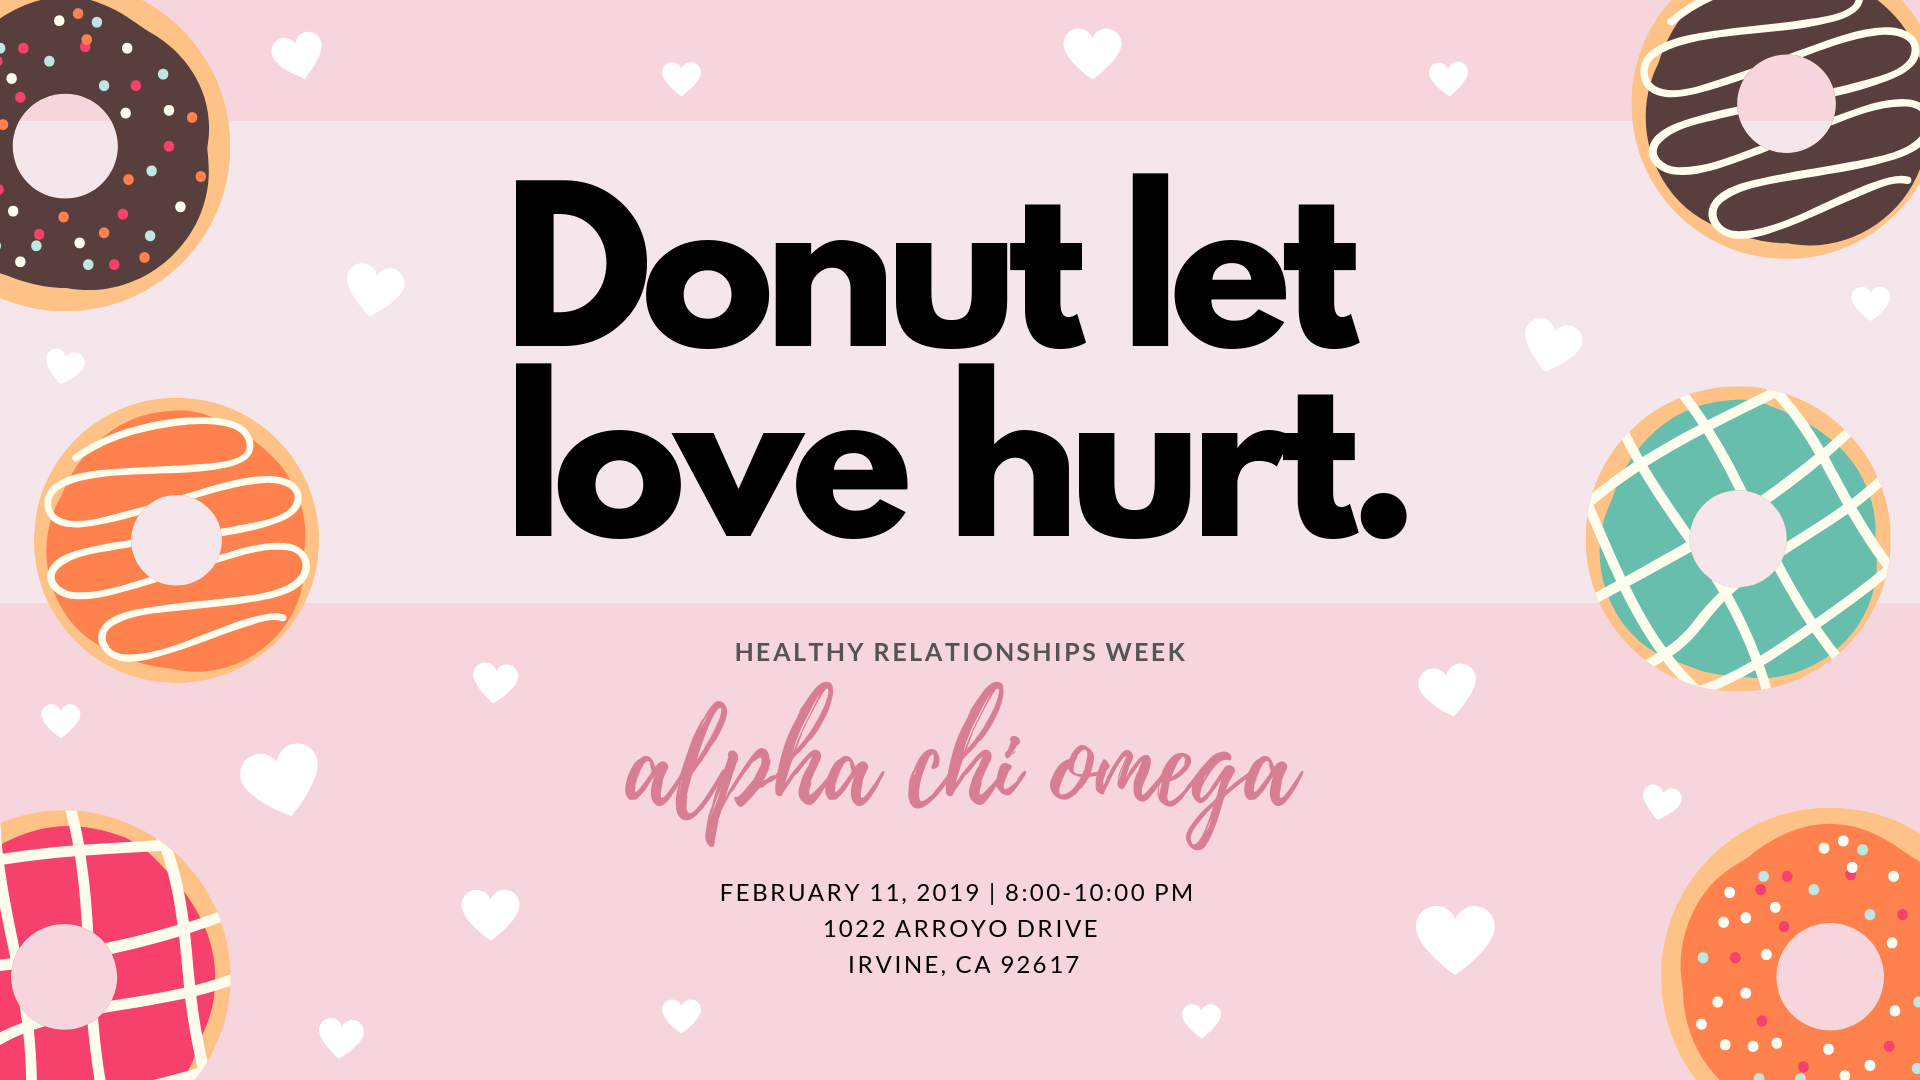 Donut let
love hurt.
HEALTHY RELATIONSHIPS WEEK
alpha chi omega
FEBRUARY 11, 2019 | 8:00-10:00 PM
1022 ARROYO DRIVE
IRVINE, CA 92617